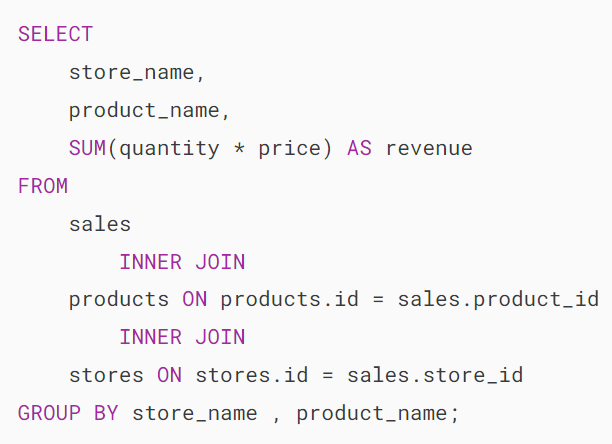 SELECT
store_name,
product_name,
SUM(quantity * price) AS revenue
FROM
sales
INNER JOIN
products ON products.id = sales.product_id
INNER JOIN
stores ON stores.id = sales.store_id
GROUP BY store_name , product_name;